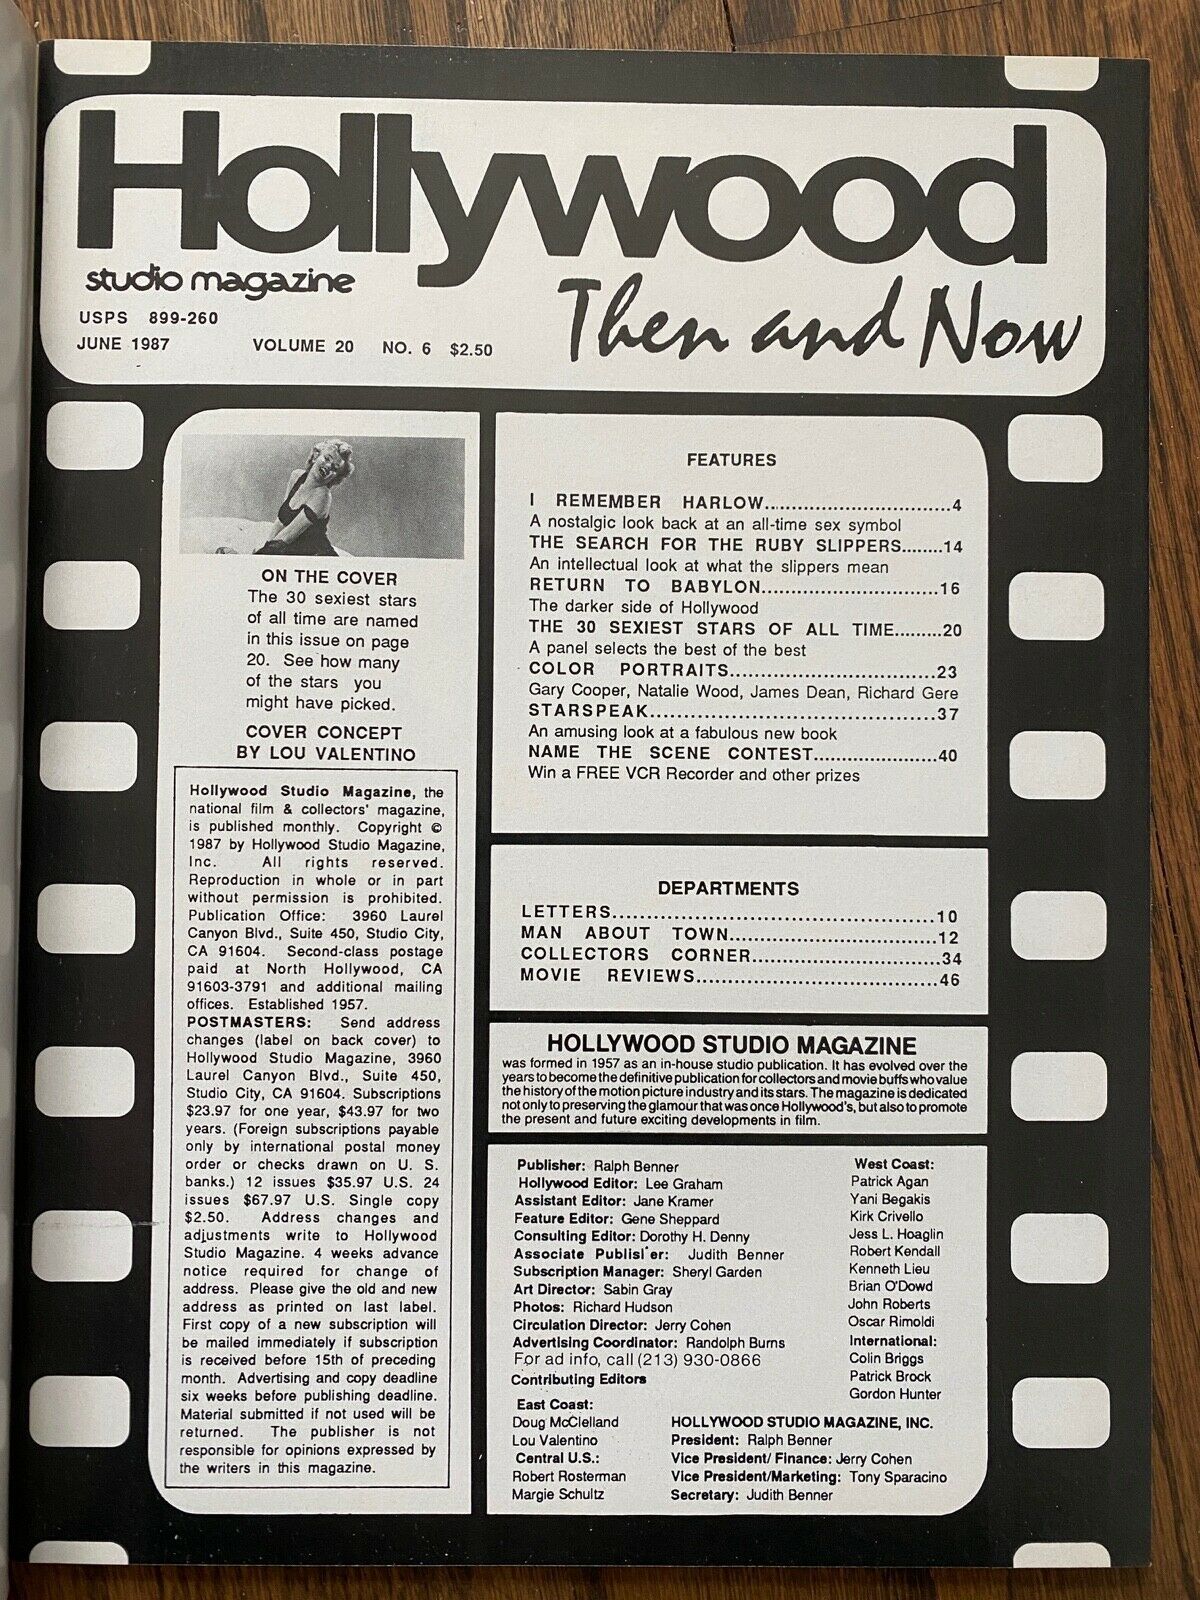 Hollywood
studio magazine
Then and Now
USPS 899-260
JUNE 1987 VOLUME 20 NO. 6 $2.50
ON THE COVER
The 30 sexiest stars
of all time are named
in this issue on page
20. See how many
of the stars you
might have picked.
COVER CONCEPT
BY LOU VALENTINO
Hollywood Studio Magazine, the
national film & collectors' magazine,
is published monthly. Copyright ©
1987 by Hollywood Studio Magazine,
Inc. All rights reserved.
Reproduction in whole or in part
without permission is prohibited.
Publication Office: 3960 Laurel
Canyon Blvd., Suite 450, Studio City,
CA 91604. Second-class postage
paid at North Hollywood, CA
91603-3791 and additional mailing
offices. Established 1957.
POSTMASTERS: Send address
changes (label on back cover) to
Hollywood Studio Magazine, 3960
Laurel Canyon Blvd., Suite 450,
Studio City, CA 91604. Subscriptions
$23.97 for one year, $43.97 for two
years. (Foreign subscriptions payable
only by international postal money
order or checks drawn on U. S.
banks.) 12 issues $35.97 U.S. 24
issues $67.97 U.S. Single copy
$2.50. Address changes and
adjustments write to Hollywood
Studio Magazine. 4 weeks advance
notice required for change of
address. Please give the old and new
address as printed on last label.
First copy of a new subscription will
be mailed immediately if subscription
is received before 15th of preceding
month. Advertising and copy deadline
six weeks before publishing deadline.
Material submitted if not used will be
returned. The publisher is not
responsible for opinions expressed by
the writers in this magazine.
FEATURES
I REMEMBER HARLOW...............................4
A nostalgic look back at an all-time sex symbol
THE SEARCH FOR THE RUBY SLIPPERS........14
An intellectual look at what the slippers mean
RETURN TO BABYLON..............................16
The darker side of Hollywood
THE 30 SEXIEST STARS OF ALL TIME.........20
A panel selects the best of the best
COLOR PORTRAITS..................................23
Gary Cooper, Natalie Wood, James Dean, Richard Gere
STARSPEAK..............................................37
An amusing look at a fabulous new book
NAME THE SCENE CONTEST.....................40
Win a FREE VCR Recorder and other prizes
DEPARTMENTS
LETTERS..................................................10
MAN ABOUT TOWN..................................12
COLLECTORS CORNER..............................34
MOVIE REVIEWS......................................46
HOLLYWOOD STUDIO MAGAZINE
was formed in 1957 as an in-house studio publication. It has evolved over the
years to become the definitive publication for collectors and movie buffs who value
the history of the motion picture industry and its stars. The magazine is dedicated
not only to preserving the glamour that was once Hollywood's, but also to promote
the present and future exciting developments in film.
Publisher: Ralph Benner
Hollywood Editor: Lee Graham
Assistant Editor: Jane Kramer
Feature Editor: Gene Sheppard
Consulting Editor: Dorothy H. Denny
Associate Publisher: Judith Benner
Subscription Manager: Sheryl Garden
Art Director: Sabin Gray
Photos: Richard Hudson
Circulation Director: Jerry Cohen
Advertising Coordinator: Randolph Burns
For ad info, call (213) 930-0866
Contributing Editors
East Coast:
Doug McClelland
Lou Valentino
Central U.S.:
Robert Rosterman
Margie Schultz
West Coast:
Patrick Agan
Yani Begakis
Kirk Crivello
Jess L. Hoaglin
Robert Kendall
Kenneth Lieu
Brian O'Dowd
John Roberts
Oscar Rimoldi
International:
Colin Briggs
Patrick Brock
Gordon Hunter
HOLLYWOOD STUDIO MAGAZINE, INC.
President: Ralph Benner
Vice President/ Finance: Jerry Cohen
Vice President/Marketing: Tony Sparacino
Secretary: Judith Benner